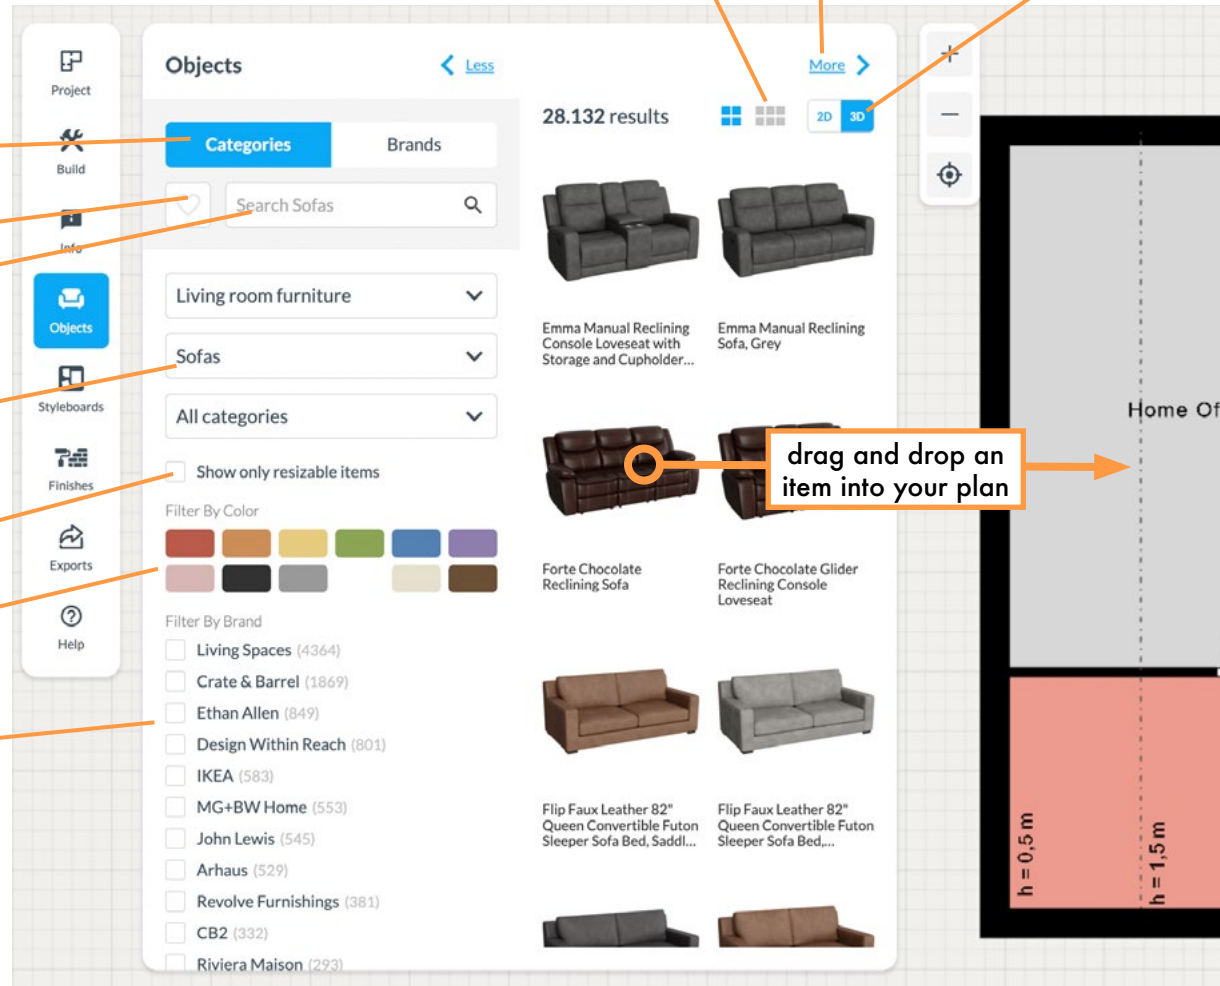 Project
Build
Info
Objects
Styleboards
Finishes
Exports
Help
Objects
Less
More
Categories
Brands
Search Sofas
28.132 results
2D
3D
Living room furniture
Sofas
All categories
Show only resizable items
Filter By Color
Filter By Brand
Living Spaces (4364)
Crate & Barrel (1869)
Ethan Allen (849)
Design Within Reach (801)
IKEA (583)
MG+BW Home (553)
John Lewis (545)
Arhaus (529)
Revolve Furnishings (381)
CB2 (332)
Riviera Maison (293)
Emma Manual Reclining
Console Loveseat with
Storage and Cupholder...
Emma Manual Reclining
Sofa, Grey
drag and drop an
item into your plan
Forte Chocolate
Reclining Sofa
Forte Chocolate Glider
Reclining Console
Loveseat
Flip Faux Leather 82"
Queen Convertible Futon
Sleeper Sofa Bed, Saddl...
Flip Faux Leather 82"
Queen Convertible Futon
Sleeper Sofa Bed,...
Home Of
h = 0,5 m
h = 1,5 m